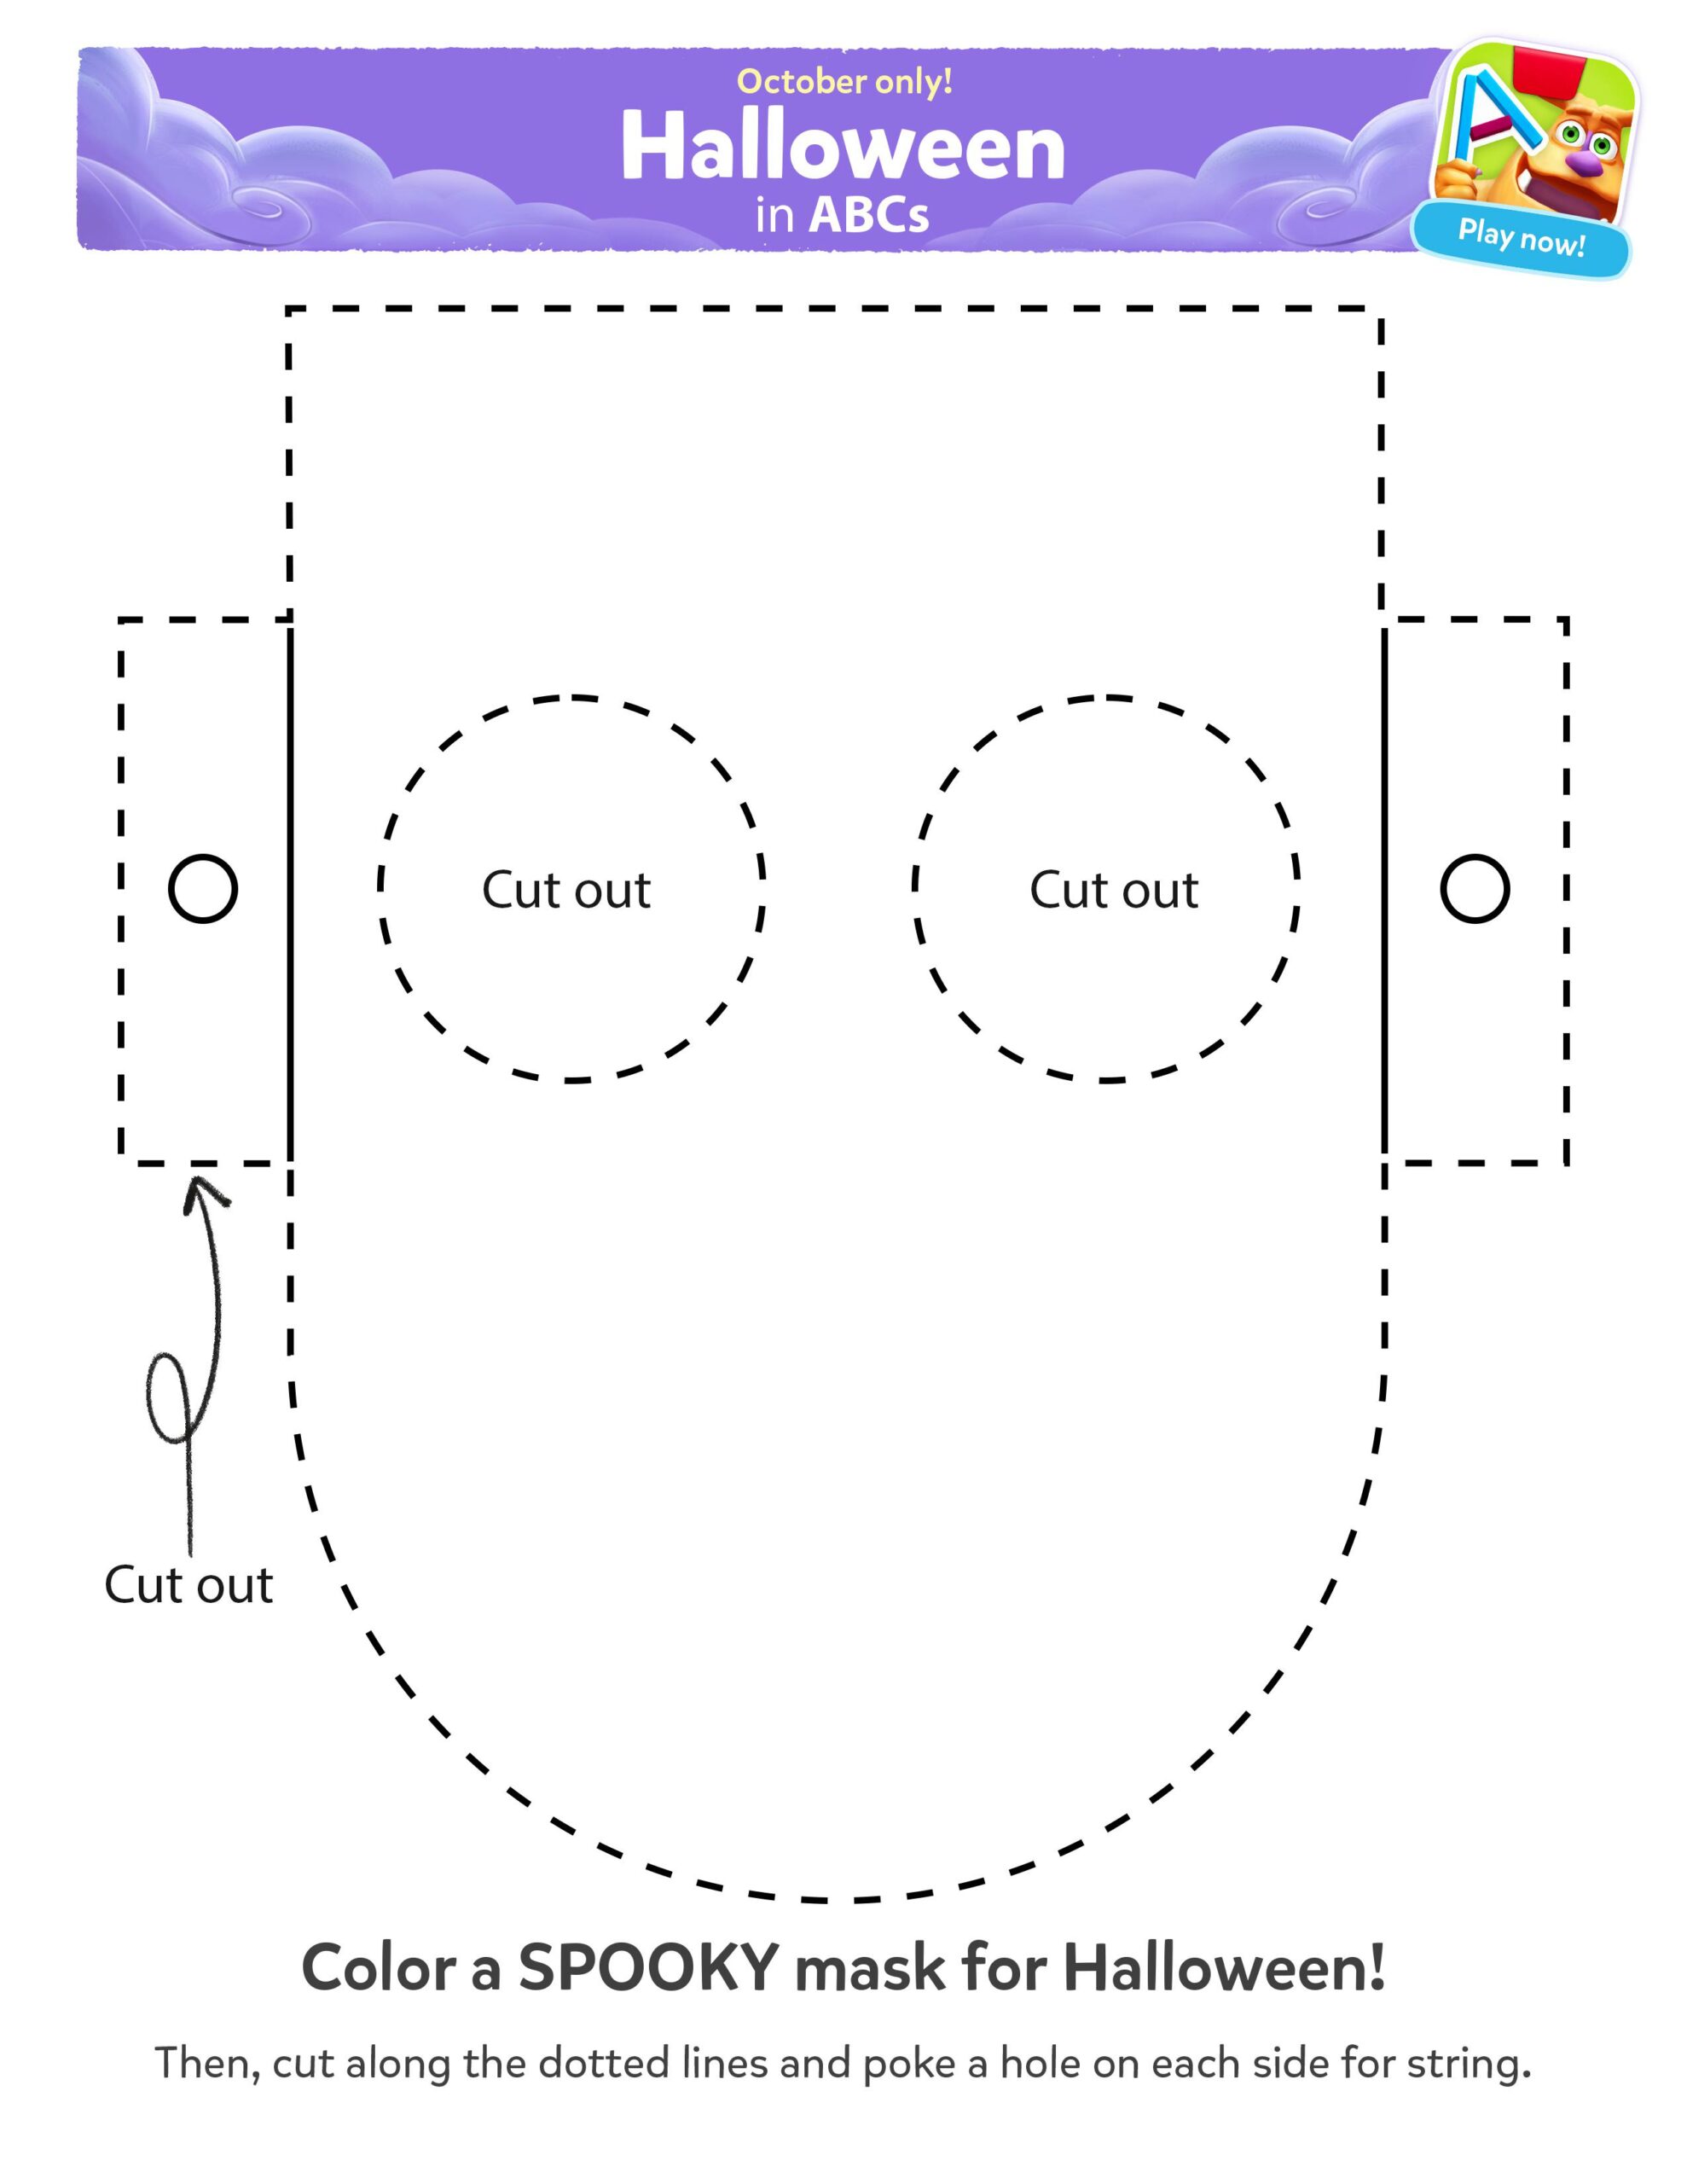 October only!
Halloween
in ABCs
A
Play now!
Cut out
Cut out
Cut out
Color a SPOOKY mask for Halloween!
Then, cut along the dotted lines and poke a hole on each side for string.